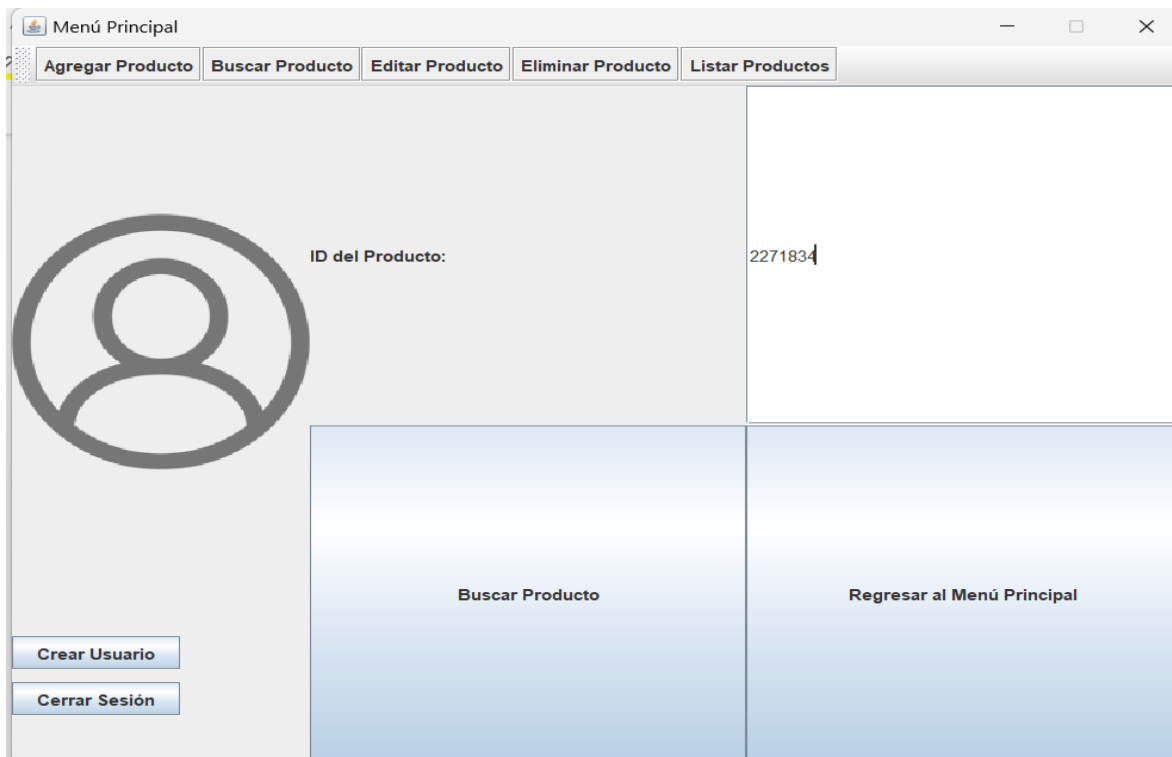 Menú Principal
Agregar Producto Buscar Producto Editar Producto Eliminar Producto Listar Productos
ID del Producto: 2271834
Buscar Producto Regresar al Menú Principal
Crear Usuario
Cerrar Sesión